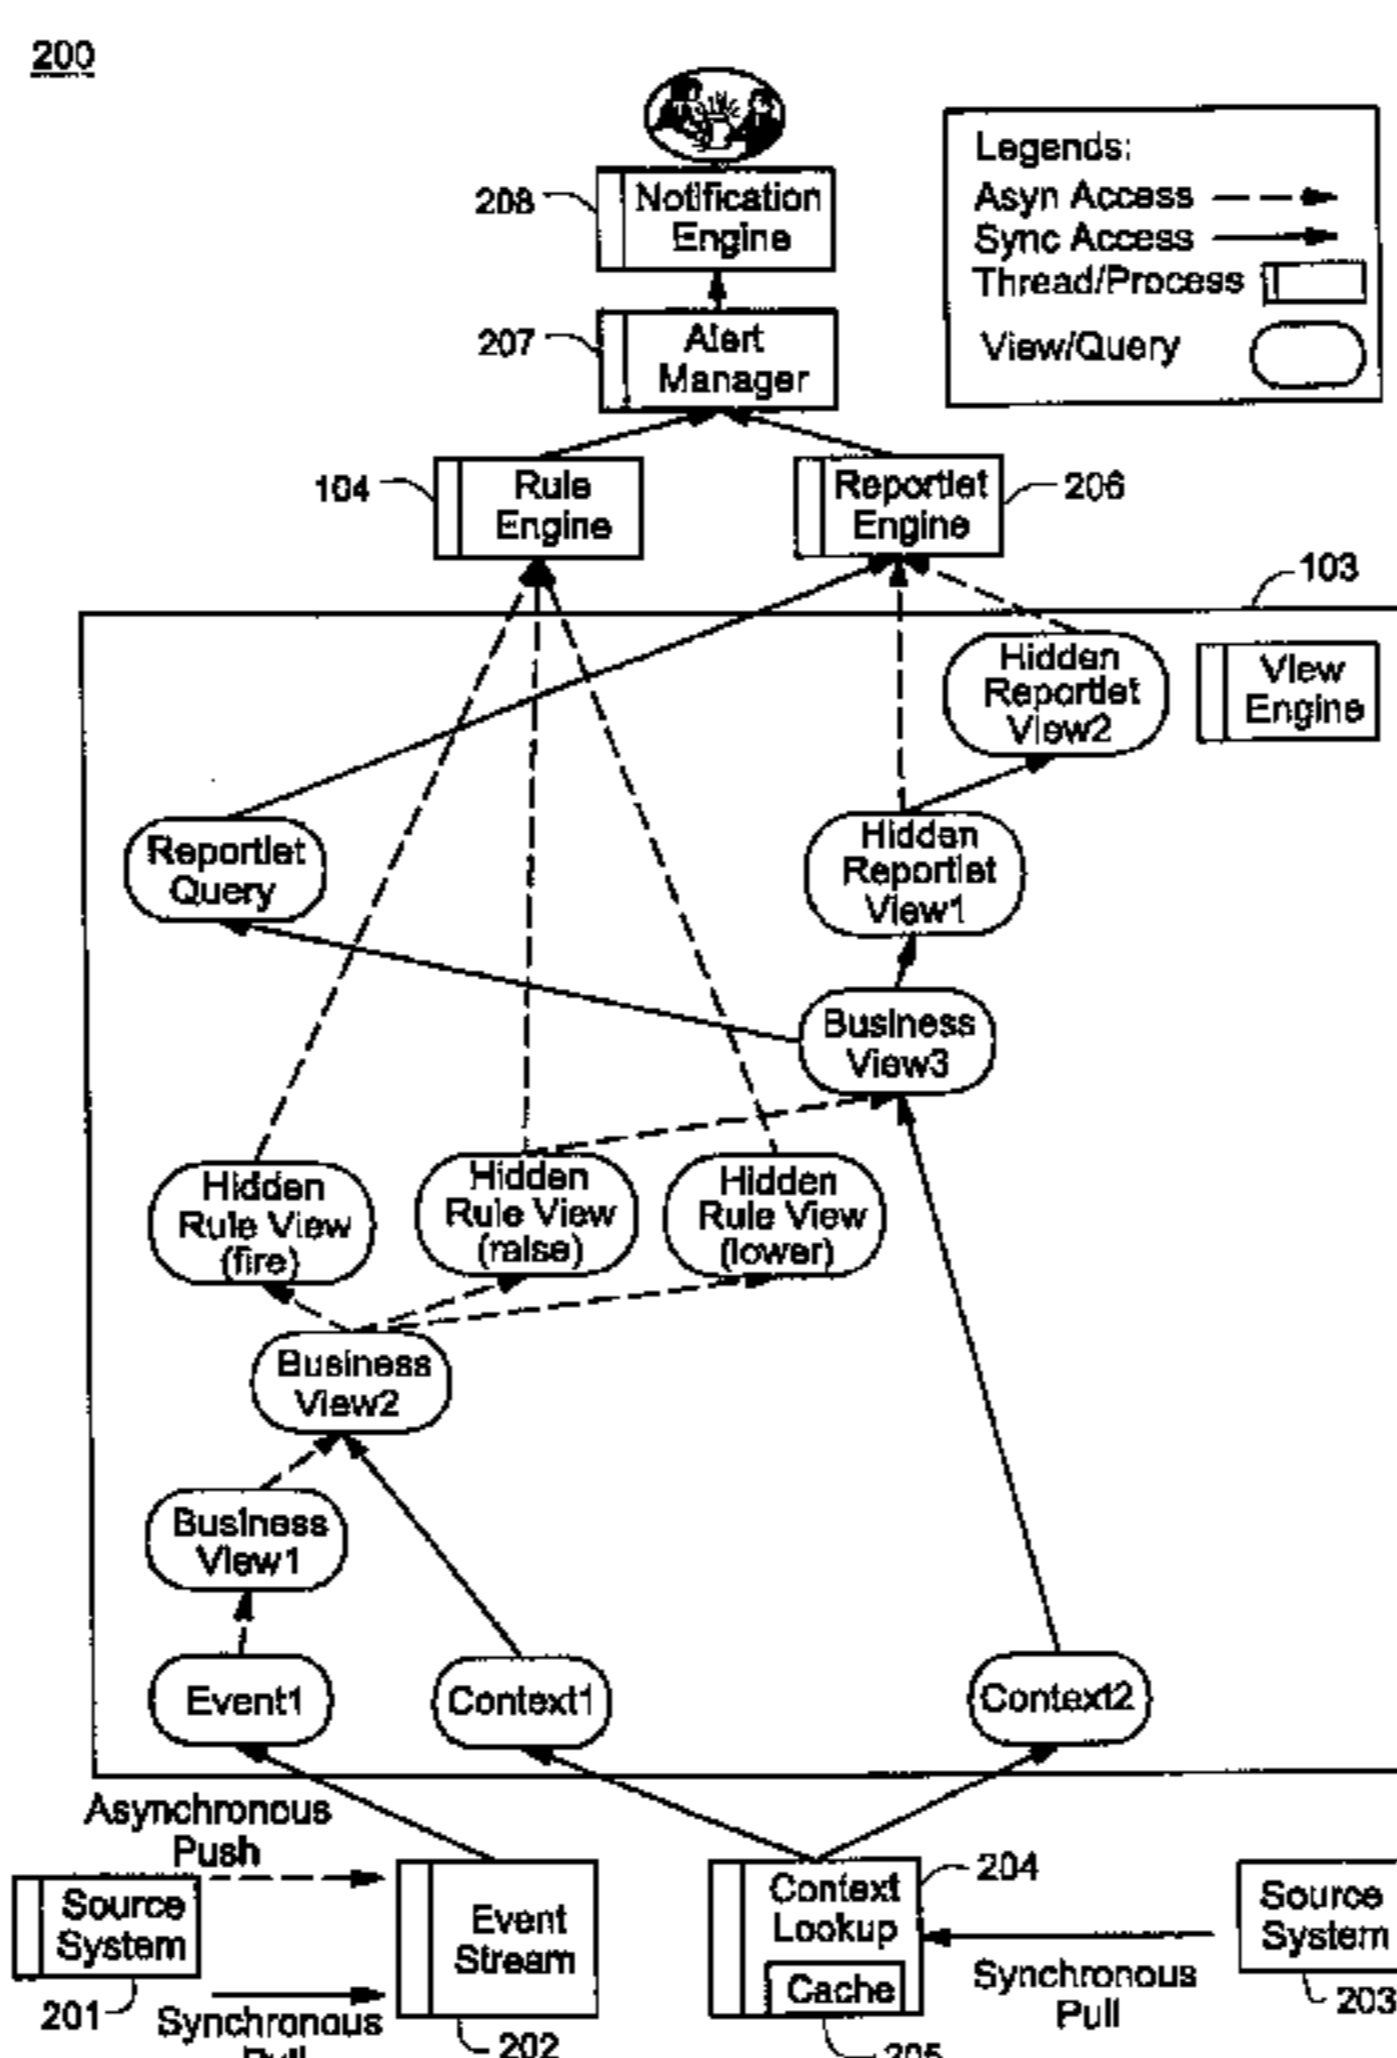 200
Notification
Engine
208
Alert
Manager
207
Legends:
Asyn Access
Sync Access
Thread/Process
View/Query
104
Rule
Engine
Reportlet
Engine
206
103
Hidden
Reportlet
View2
View
Engine
Reportlet
Query
Hidden
Reportlet
View1
Business
View3
Hidden
Rule View
(fire)
Hidden
Rule View
(raise)
Hidden
Rule View
(lower)
Business
View2
Business
View1
Event1
Context1
Context2
Asynchronous
Push
Source
System
201
Synchronous
Pull
Event
Stream
202
Context
Lookup
Cache
204
205
Synchronous
Pull
Source
System
203